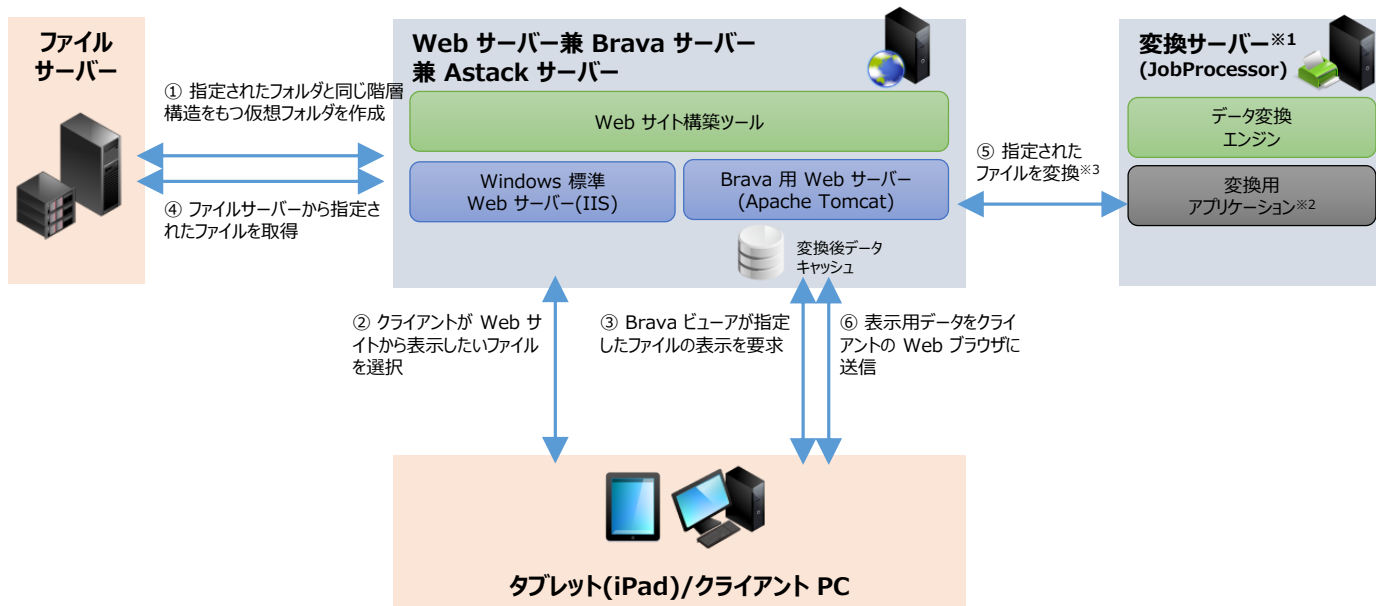 ファイル
サーバー
① 指定されたフォルダと同じ階層
構造をもつ仮想フォルダを作成
④ ファイルサーバーから指定さ
れたファイルを取得
Web サーバー兼 Brava サーバー
兼 Astack サーバー
Web サイト構築ツール
Windows 標準
Web サーバー(IIS)
Brava 用 Web サーバー
(Apache Tomcat)
変換後データ
キャッシュ
⑤ 指定された
ファイルを変換※3
変換サーバー※1
(JobProcessor)
データ変換
エンジン
変換用
アプリケーション※2
② クライアントが Web サ
イトから表示したいファイル
を選択
③ Brava ビューアが指定
したファイルの表示を要求
⑥ 表示用データをクライ
アントの Web ブラウザに
送信
タブレット(iPad)/クライアント PC